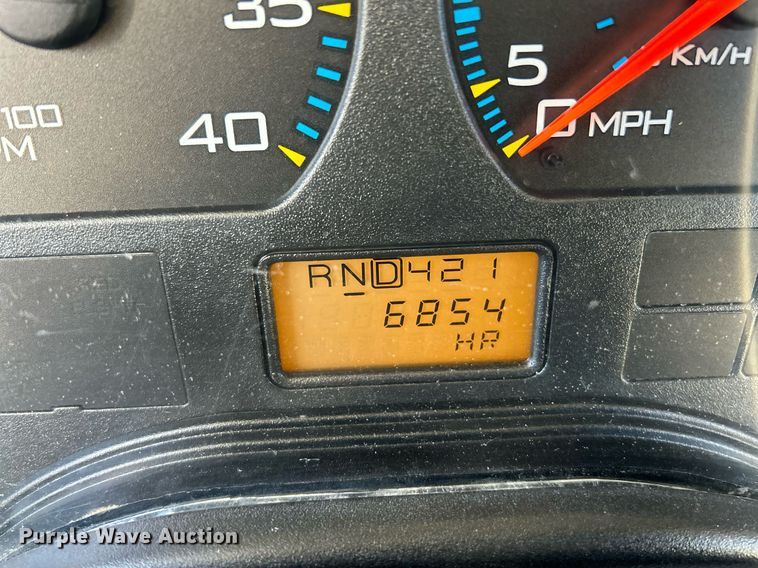 35
40
100
M
5
0 MPH
KM/H
RND421
6854
HR
Purple Wave Auction